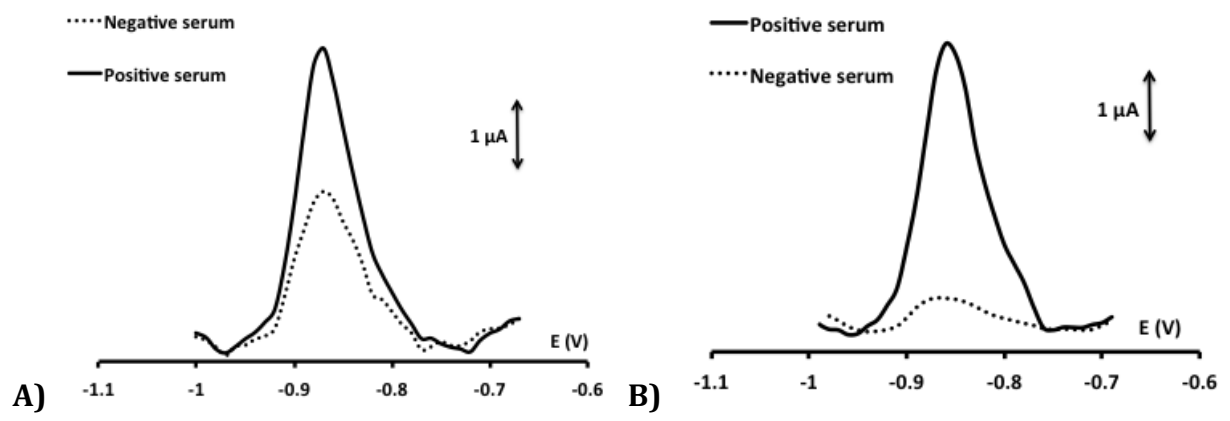 Negative serum
Positive serum
1 µA
E (V)
-1.1 -1 -0.9 -0.8 -0.7 -0.6
A)
Positive serum
Negative serum
1 µA
E (V)
-1.1 -1 -0.9 -0.8 -0.7 -0.6
B)